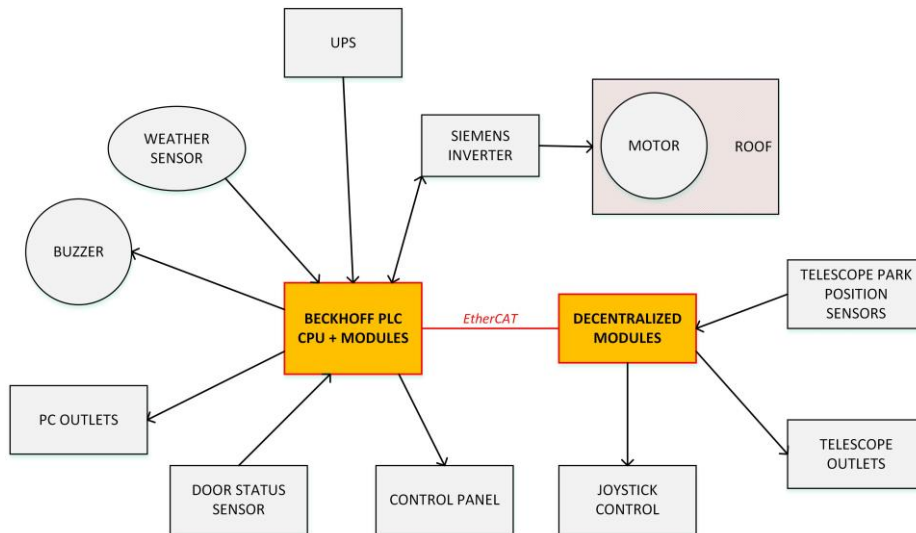 UPS
WEATHER
SENSOR
SIEMENS
INVERTER
MOTOR
ROOF
BUZZER
BECKHOFF PLC
CPU + MODULES
EtherCAT
DECENTRALIZED
MODULES
TELESCOPE PARK
POSITION
SENSORS
PC OUTLETS
DOOR STATUS
SENSOR
CONTROL PANEL
JOYSTICK
CONTROL
TELESCOPE
OUTLETS